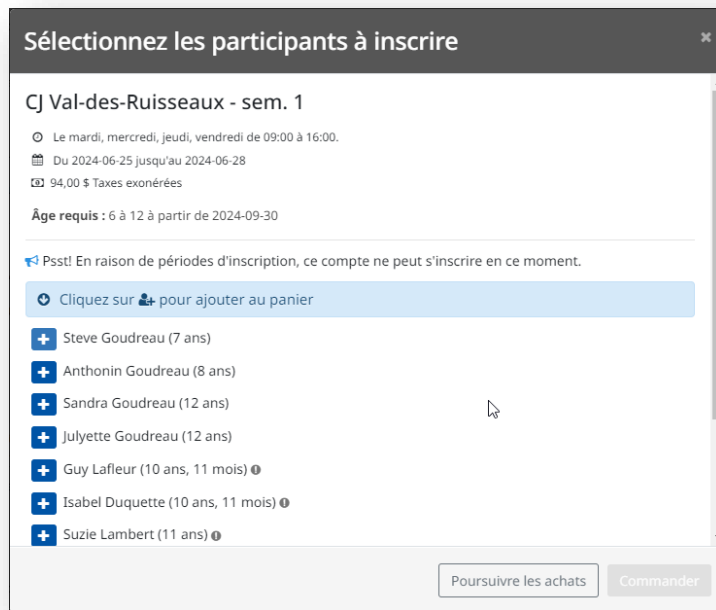 Sélectionnez les participants à inscrire
CJ Val-des-Ruisseaux - sem. 1
Le mardi, mercredi, jeudi, vendredi de 09:00 à 16:00.
Du 2024-06-25 jusqu'au 2024-06-28
94,00 $ Taxes exonérées
Âge requis : 6 à 12 à partir de 2024-09-30
Psst! En raison de périodes d'inscription, ce compte ne peut s'inscrire en ce moment.
Cliquez sur pour ajouter au panier
Steve Goudreau (7 ans)
Anthonin Goudreau (8 ans)
Sandra Goudreau (12 ans)
Julyette Goudreau (12 ans)
Guy Lafleur (10 ans, 11 mois)
Isabel Duquette (10 ans, 11 mois)
Suzie Lambert (11 ans)
Poursuivre les achats
Commander